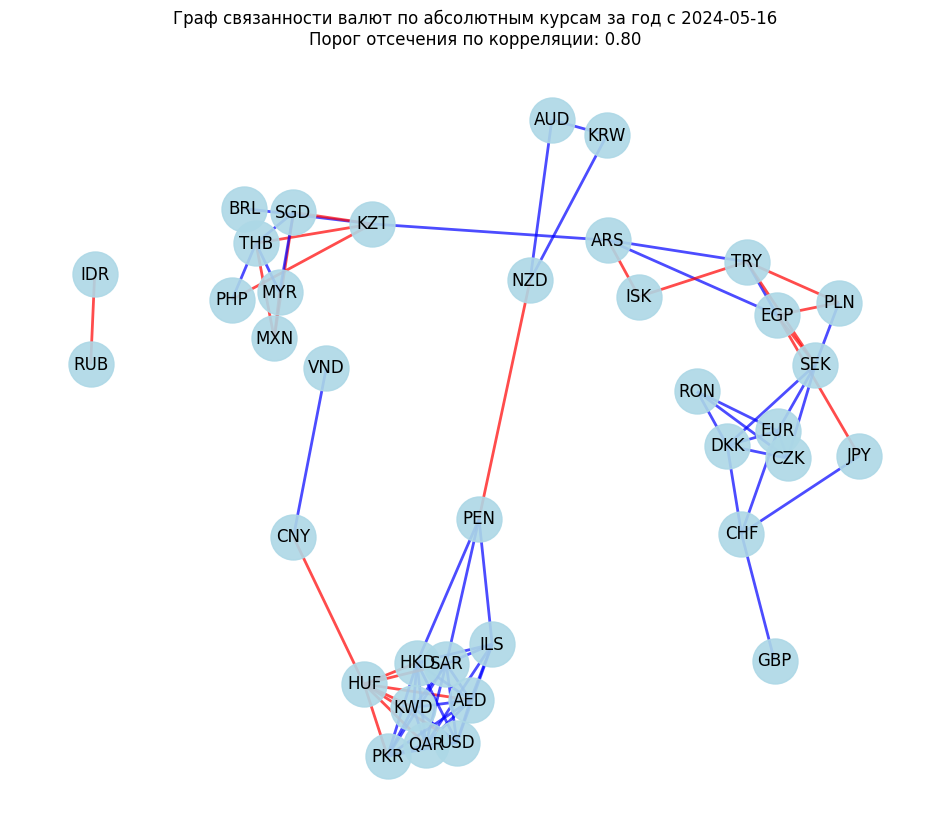 Граф связанности валют по абсолютным курсам за год с 2024-05-16
Порог отсечения по корреляции: 0.80
AUD
KRW
BRL
SGD
KZT
THB
ARS
TRY
IDR
NZD
PHP
MYR
ISK
PLN
EGP
MXN
RUB
VND
SEK
RON
EUR
DKK
CZK
JPY
PEN
CNY
CHF
ILS
HKD
SAR
GBP
HUF
AED
KWD
QAR
USD
PKR